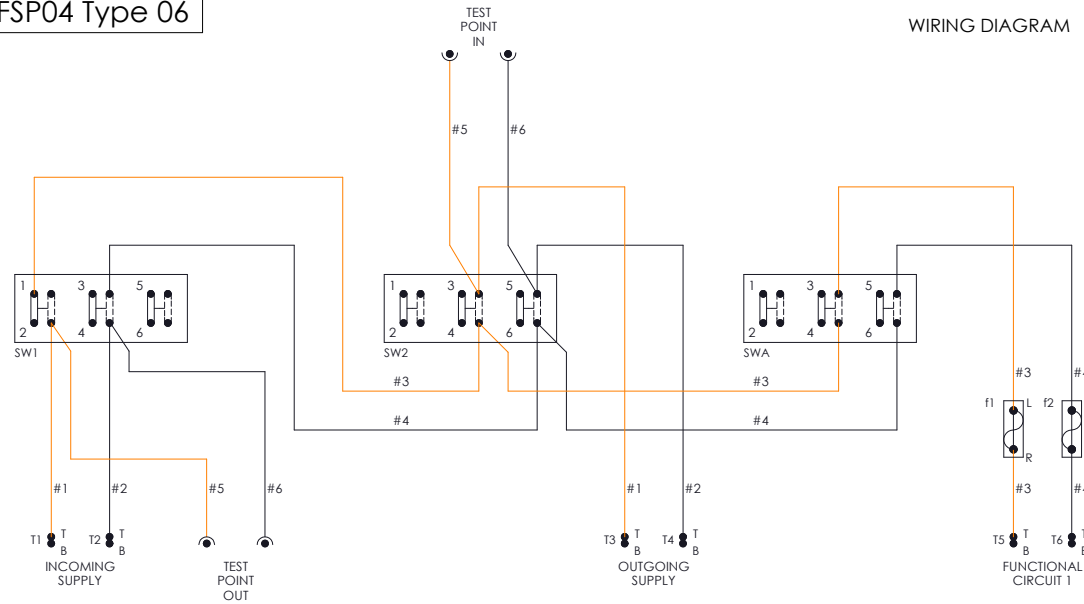 FSP04 Type 06
WIRING DIAGRAM
TEST
POINT
IN
#5
#6
1
3
5
2
4
6
SW1
1
3
5
2
4
6
SW2
1
3
5
2
4
6
SWA
#3
#4
#3
#4
#3
#4
f1
L
R
f2
#3
#4
#1
#2
#5
#6
#1
#2
T1
T
B
T2
T
B
INCOMING
SUPPLY
TEST
POINT
OUT
T3
T
B
T4
T
B
OUTGOING
SUPPLY
T5
T
B
T6
T
B
FUNCTIONAL
CIRCUIT 1